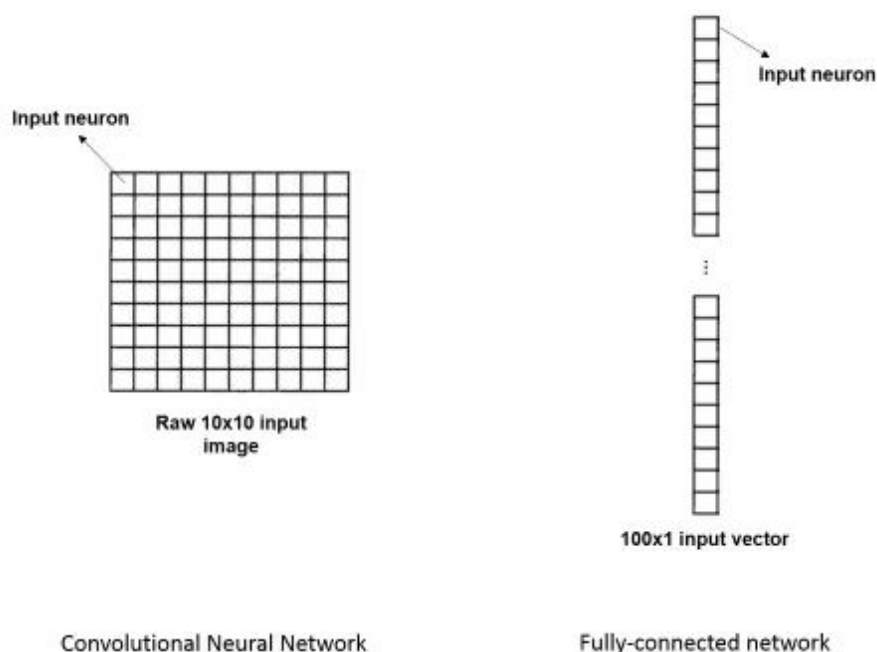 Input neuron
Raw 10x10 input
image
Convolutional Neural Network
Input neuron
⋮
100x1 input vector
Fully-connected network